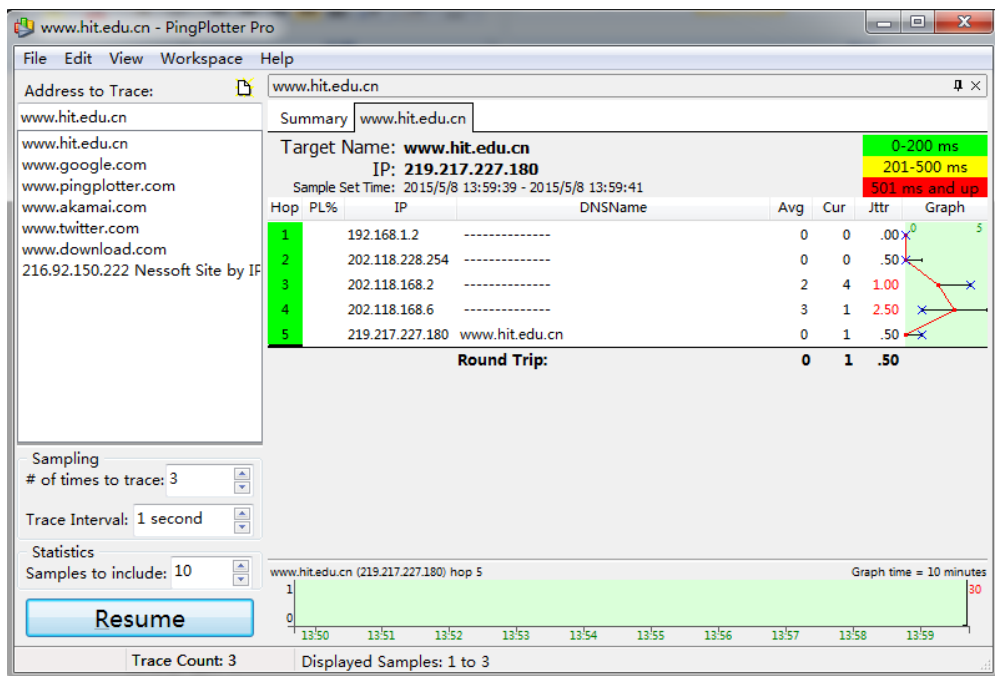 www.hit.edu.cn - PingPlotter Pro
File Edit View Workspace Help
Address to Trace:
www.hit.edu.cn
www.hit.edu.cn
www.google.com
www.pingplotter.com
www.akamai.com
www.twitter.com
www.download.com
216.92.150.222 Nessoft Site by IP
Sampling
# of times to trace: 3
Trace Interval: 1 second
Statistics
Samples to include: 10
Resume
www.hit.edu.cn
Summary www.hit.edu.cn
Target Name: www.hit.edu.cn
IP: 219.217.227.180
Sample Set Time: 2015/5/8 13:59:39 - 2015/5/8 13:59:41
0-200 ms
201-500 ms
501 ms and up
Hop PL% IP DNSName Avg Cur Jttr Graph
0 5
1 192.168.1.2 -------------- 0 0 .00
2 202.118.228.254 -------------- 0 0 .50
3 202.118.168.2 -------------- 2 4 1.00
4 202.118.168.6 -------------- 3 1 2.50
5 219.217.227.180 www.hit.edu.cn 0 1 .50
Round Trip: 0 1 .50
www.hit.edu.cn (219.217.227.180) hop 5 Graph time = 10 minutes
1 30
0
13:50 13:51 13:52 13:53 13:54 13:55 13:56 13:57 13:58 13:59
Trace Count: 3 Displayed Samples: 1 to 3